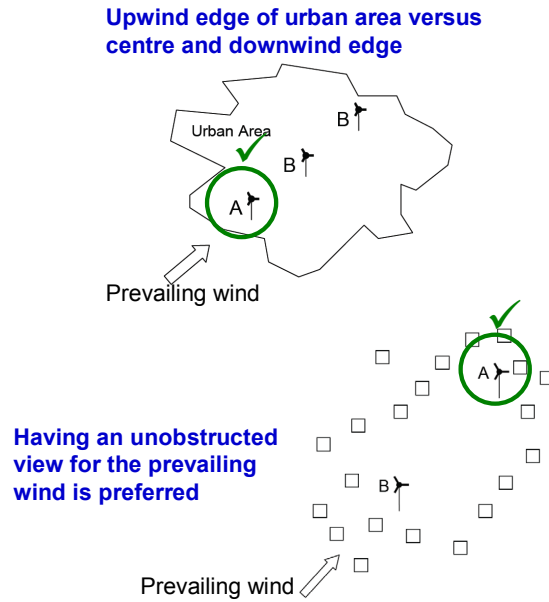 Upwind edge of urban area versus
centre and downwind edge
B
Urban Area
B
A
Prevailing wind
A
Having an unobstructed
view for the prevailing
wind is preferred
B
Prevailing wind